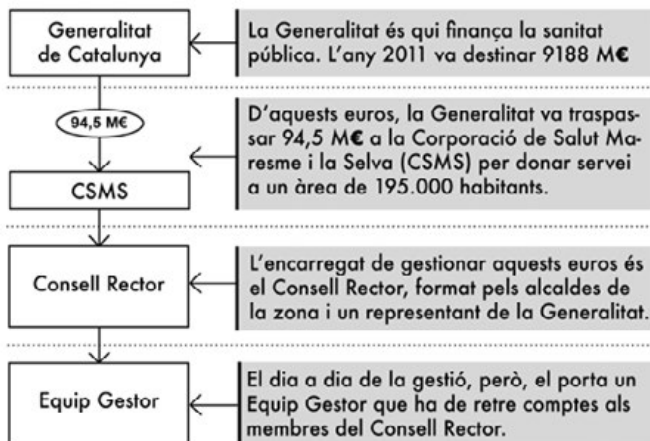 Generalitat
de Catalunya
La Generalitat és qui finança la sanitat
pública. L'any 2011 va destinar 9188 M€
94,5 M€
D'aquests euros, la Generalitat va traspas-
sar 94,5 M€ a la Corporació de Salut Ma-
resme i la Selva (CSMS) per donar servei
a un àrea de 195.000 habitants.
CSMS
Consell Rector
L'encarregat de gestionar aquests euros és
el Consell Rector, format pels alcaldes de
la zona i un representant de la Generalitat.
Equip Gestor
El dia a dia de la gestió, però, el porta un
Equip Gestor que ha de retre comptes als
membres del Consell Rector.